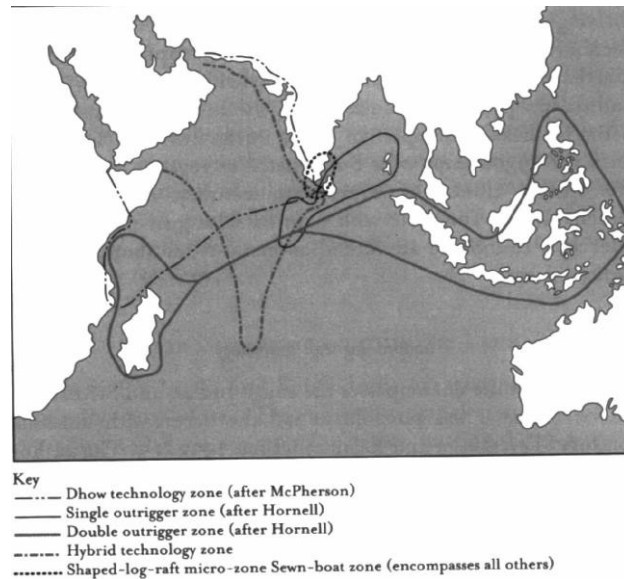 Key
Dhow technology zone (after McPherson)
Single outrigger zone (after Hornell)
Double outrigger zone (after Hornell)
Hybrid technology zone
Shaped-log-raft micro-zone Sewn-boat zone (encompasses all others)